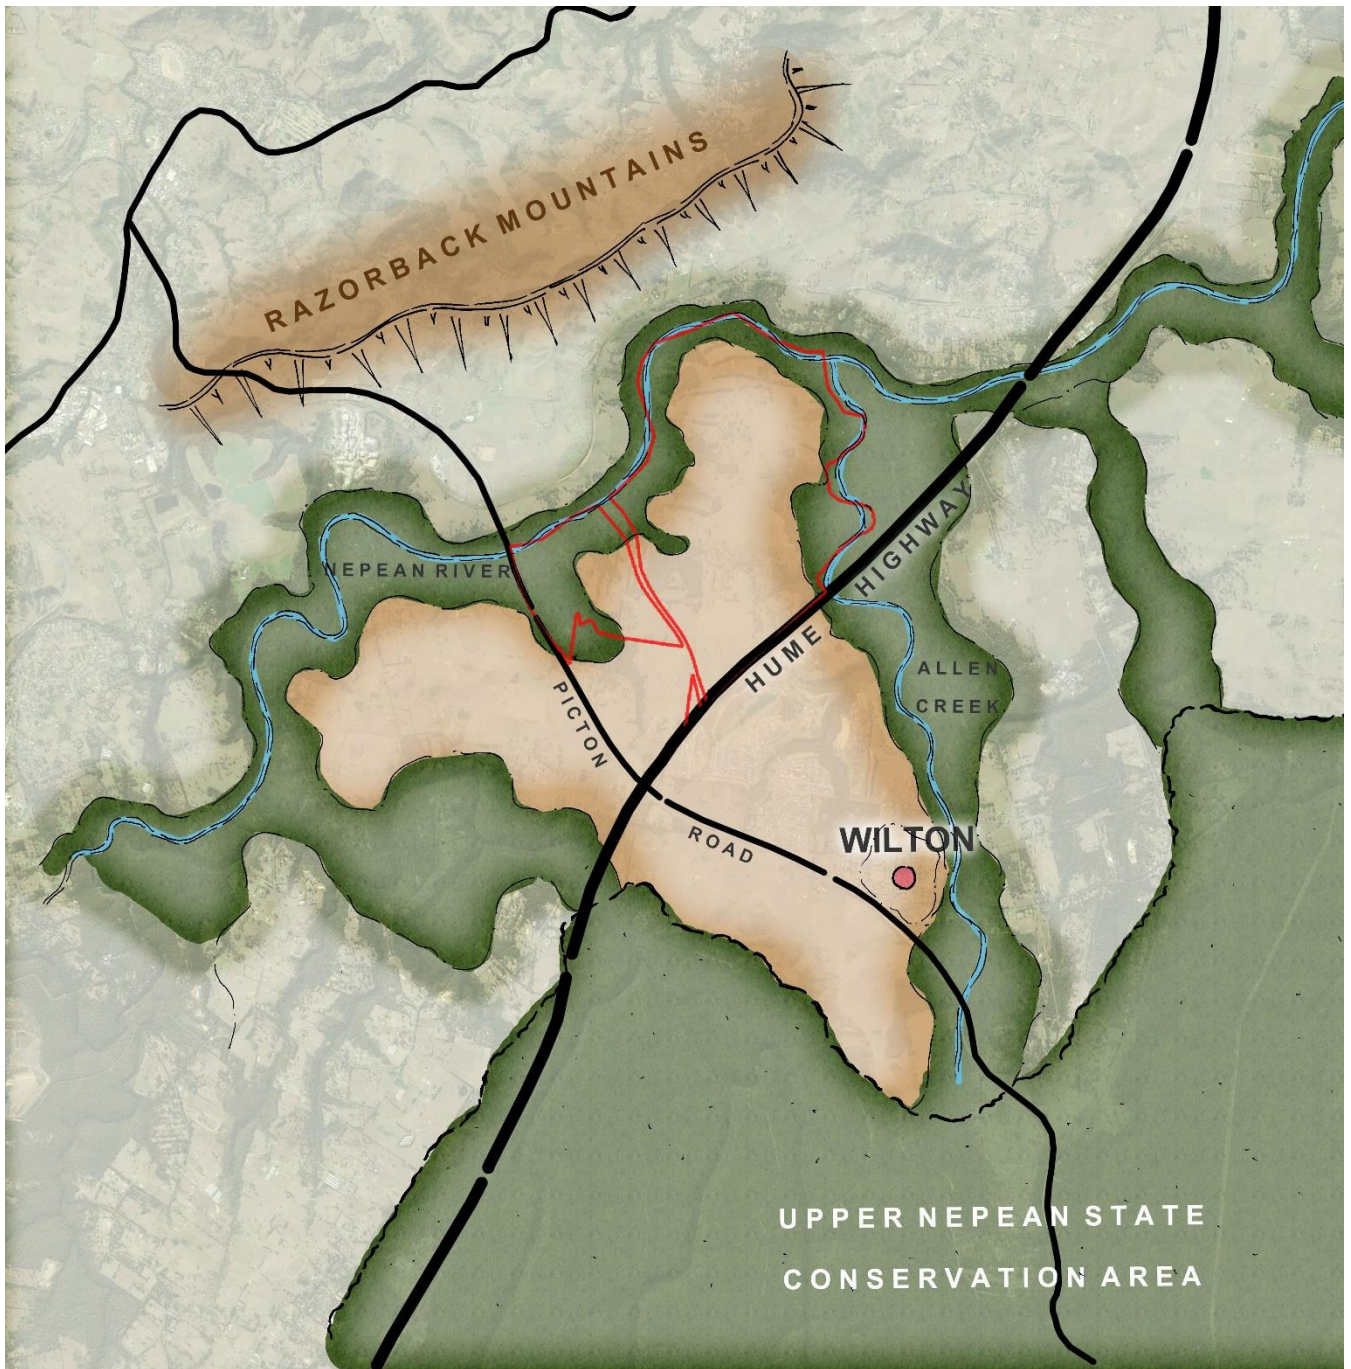 RAZORBACK MOUNTAINS
NEPEAN RIVER
HUME HIGHWAY
ALLEN
CREEK
PICTON
ROAD
WILTON
UPPER NEPEAN STATE
CONSERVATION AREA